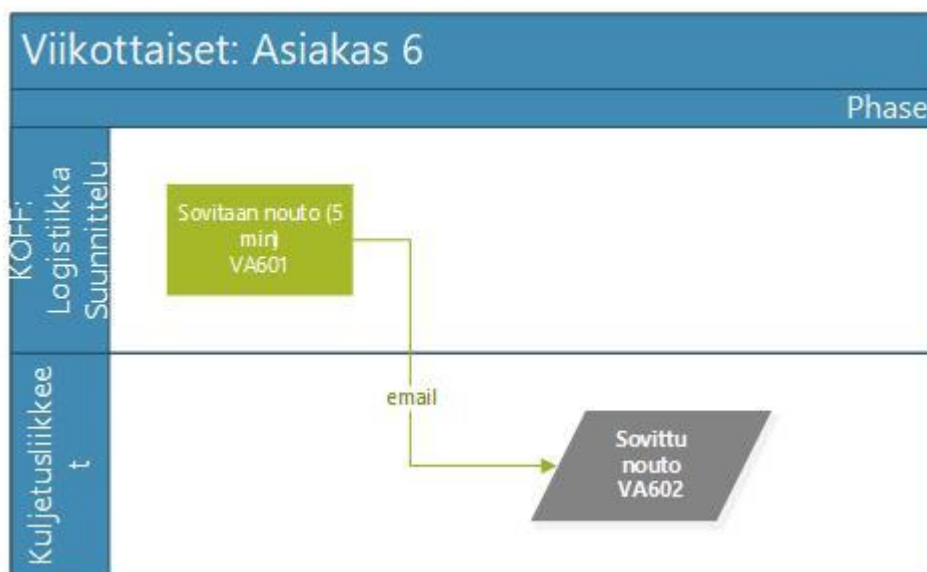 Viikottaiset: Asiakas 6
Phase
KOFF:
Logistiikka
Suunnittelu
Sovitaan nouto (5
min)
VA601
email
Kuljetusliikkee
t
Sovittu
nouto
VA602